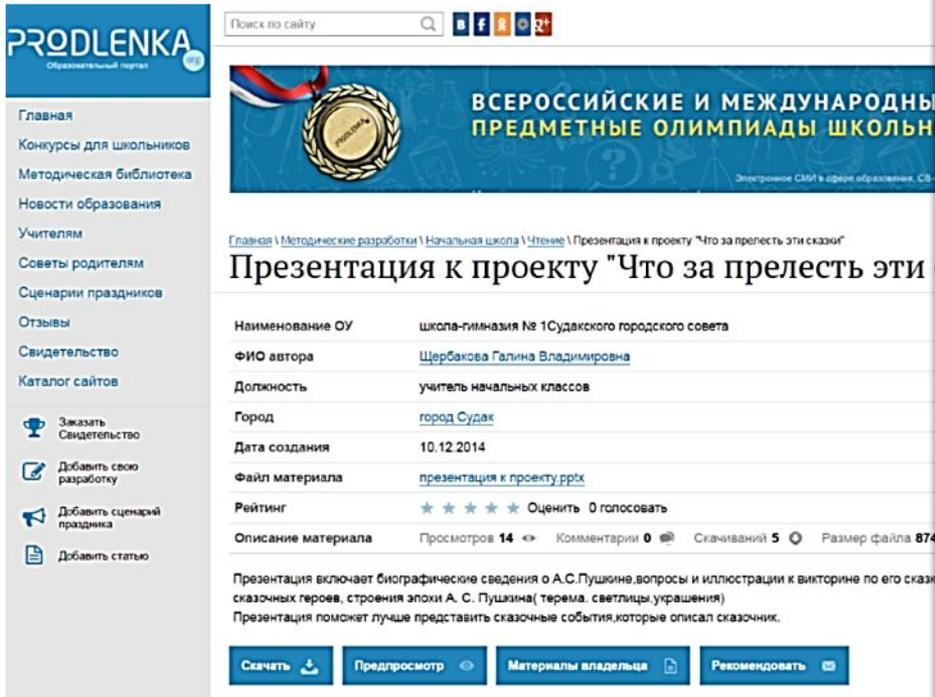 PRODLENKA
.org
Образовательный портал
Поиск по сайту
Главная
Конкурсы для школьников
Методическая библиотека
Новости образования
Учителям
Советы родителям
Сценарии праздников
Отзывы
Свидетельство
Каталог сайтов
Заказать
Свидетельство
Добавить свою
разработку
Добавить сценарий
праздника
Добавить статью
PRODLENKA
ВСЕРОССИЙСКИЕ И МЕЖДУНАРОДНЫ
ПРЕДМЕТНЫЕ ОЛИМПИАДЫ ШКОЛЬН
Электронное СМИ в сфере образования, СВ-
Главная \ Методические разработки \ Начальная школа \ Чтение \ Презентация к проекту "Что за прелесть эти сказки"
Презентация к проекту "Что за прелесть эти
Наименование ОУ школа-гимназия № 1Судакского городского совета
ФИО автора Щербакова Галина Владимировна
Должность учитель начальных классов
Город город Судак
Дата создания 10.12.2014
Файл материала презентация к проекту.pptx
Рейтинг Оценить 0 голосовать
Описание материала Просмотров 14 Комментарии 0 Скачиваний 5 Размер файла 874
Презентация включает биографические сведения о А.С.Пушкине,вопросы и иллюстрации к викторине по его сказк
сказочных героев, строения эпохи А. С. Пушкина( терема. светлицы,украшения)
Презентация поможет лучше представить сказочные события,которые описал сказочник.
Скачать Предпросмотр Материалы владельца Рекомендовать